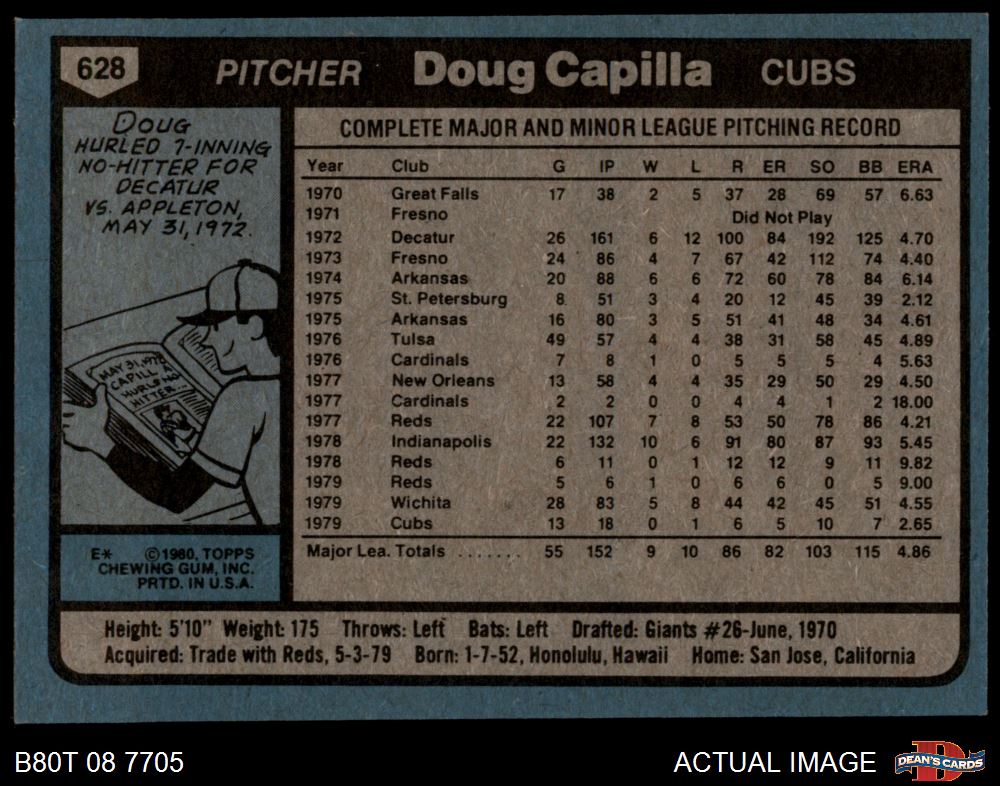 628 PITCHER Doug Capilla CUBS
DOUG
HURLED 7-INNING
NO-HITTER FOR
DECATUR
VS. APPLETON,
MAY 31, 1972.
MAY 31, 1972
CAPILLA
HURLS NO
HITTER
E* ©1980, TOPPS
CHEWING GUM, INC.
PRTD. IN U.S.A.
COMPLETE MAJOR AND MINOR LEAGUE PITCHING RECORD
Year Club G IP W L R ER SO BB ERA
1970 Great Falls 17 38 2 5 37 28 69 57 6.63
1971 Fresno Did Not Play
1972 Decatur 26 161 6 12 100 84 192 125 4.70
1973 Fresno 24 86 4 7 67 42 112 74 4.40
1974 Arkansas 20 88 6 6 72 60 78 84 6.14
1975 St. Petersburg 8 51 3 4 20 12 45 39 2.12
1975 Arkansas 16 80 3 5 51 41 48 34 4.61
1976 Tulsa 49 57 4 4 38 31 58 45 4.89
1976 Cardinals 7 8 1 0 5 5 5 4 5.63
1977 New Orleans 13 58 4 4 35 29 50 29 4.50
1977 Cardinals 2 2 0 0 4 4 1 2 18.00
1977 Reds 22 107 7 8 53 50 78 86 4.21
1978 Indianapolis 22 132 10 6 91 80 87 93 5.45
1978 Reds 6 11 0 1 12 12 9 11 9.82
1979 Reds 5 6 1 0 6 6 0 5 9.00
1979 Wichita 28 83 5 8 44 42 45 51 4.55
1979 Cubs 13 18 0 1 6 5 10 7 2.65
Major Lea. Totals ....... 55 152 9 10 86 82 103 115 4.86
Height: 5'10" Weight: 175 Throws: Left Bats: Left Drafted: Giants #26-June, 1970
Acquired: Trade with Reds, 5-3-79 Born: 1-7-52, Honolulu, Hawaii Home: San Jose, California
B80T 08 7705 ACTUAL IMAGE
D
DEAN'S CARDS